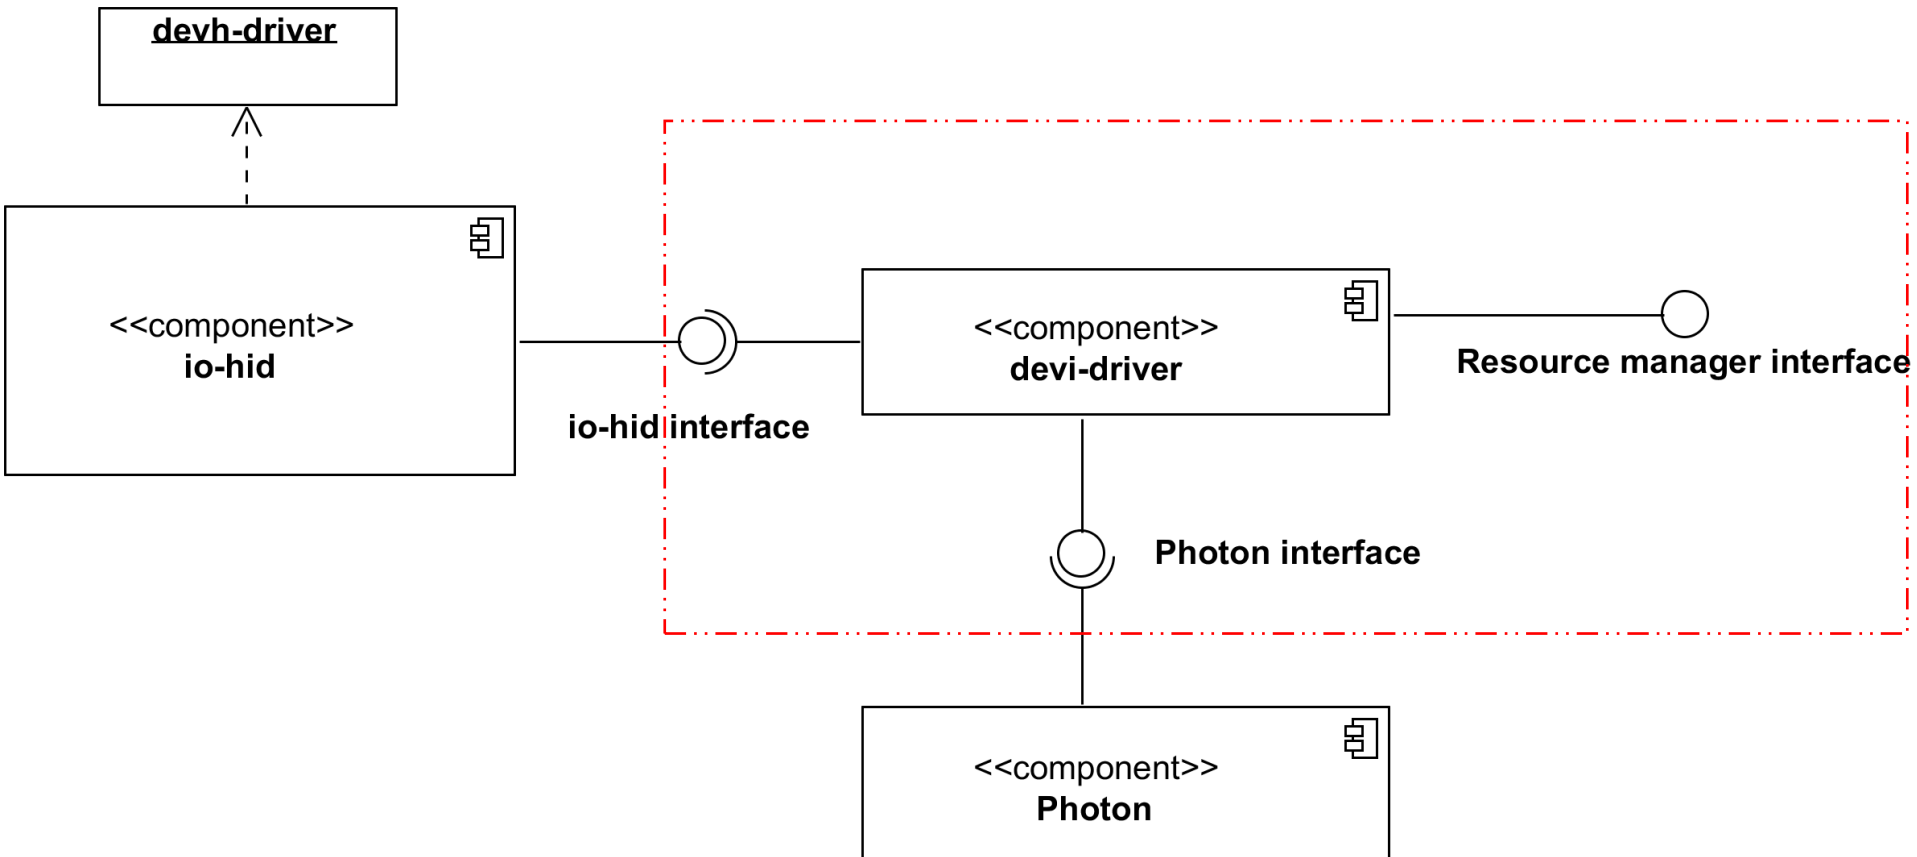 devh-driver
<<component>>
io-hid
<<component>>
devi-driver
Resource manager interface
io-hid interface
Photon interface
<<component>>
Photon